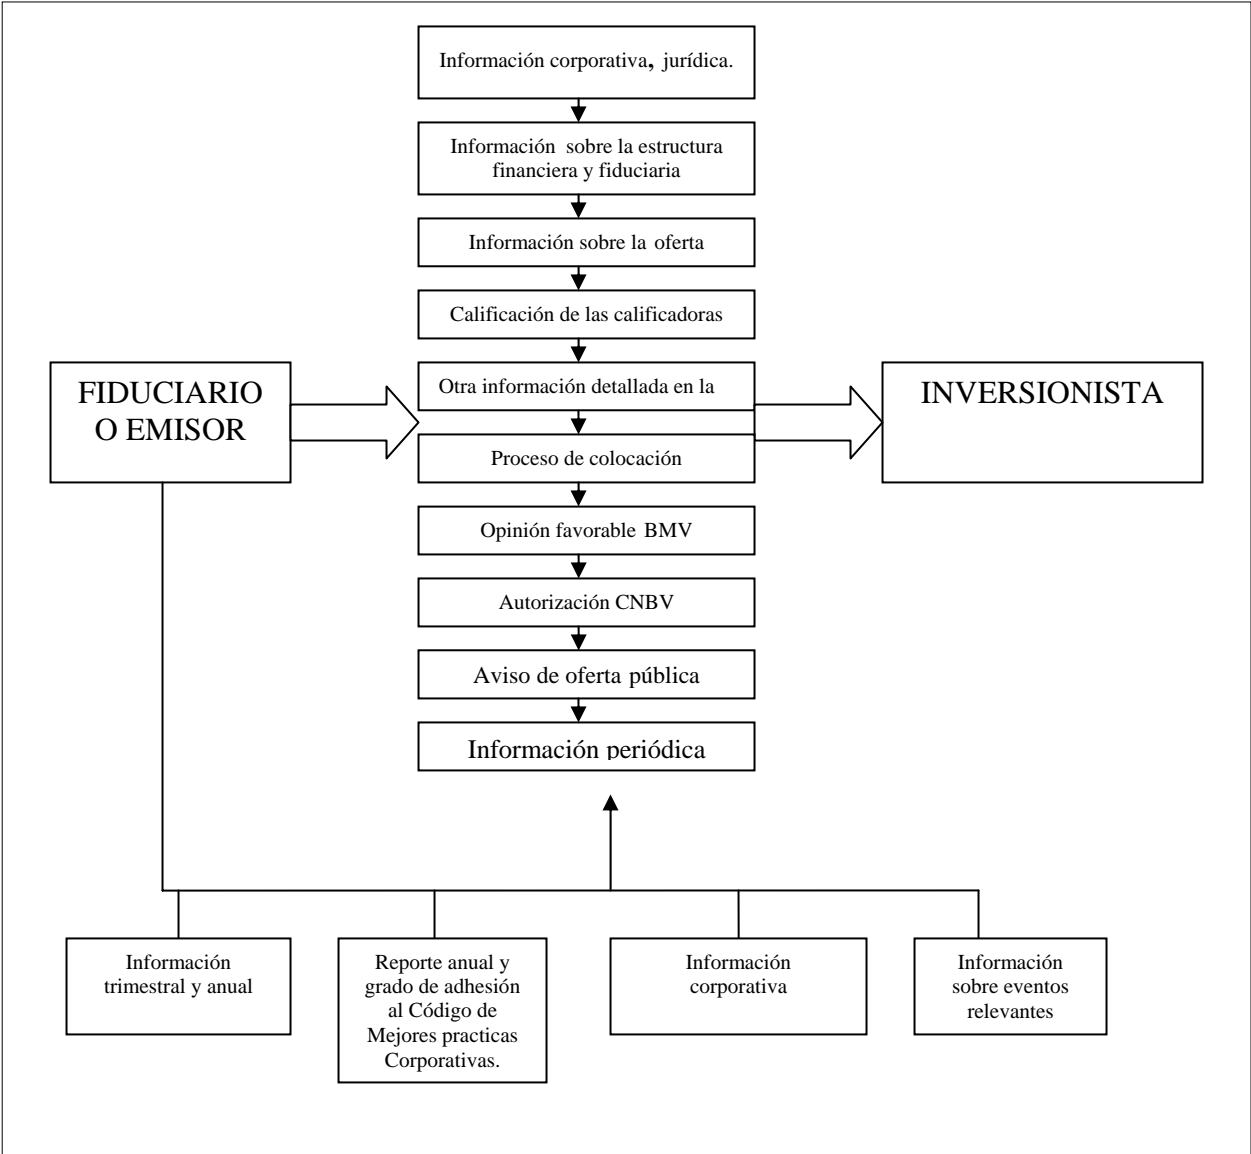 Información corporativa, jurídica.
Información sobre la estructura
financiera y fiduciaria
Información sobre la oferta
Calificación de las calificadoras
FIDUCIARIO
O EMISOR
Otra información detallada en la
INVERSIONISTA
Proceso de colocación
Opinión favorable BMV
Autorización CNBV
Aviso de oferta pública
Información periódica
Información
trimestral y anual
Reporte anual y
grado de adhesión
al Código de
Mejores practicas
Corporativas.
Información
corporativa
Información
sobre eventos
relevantes